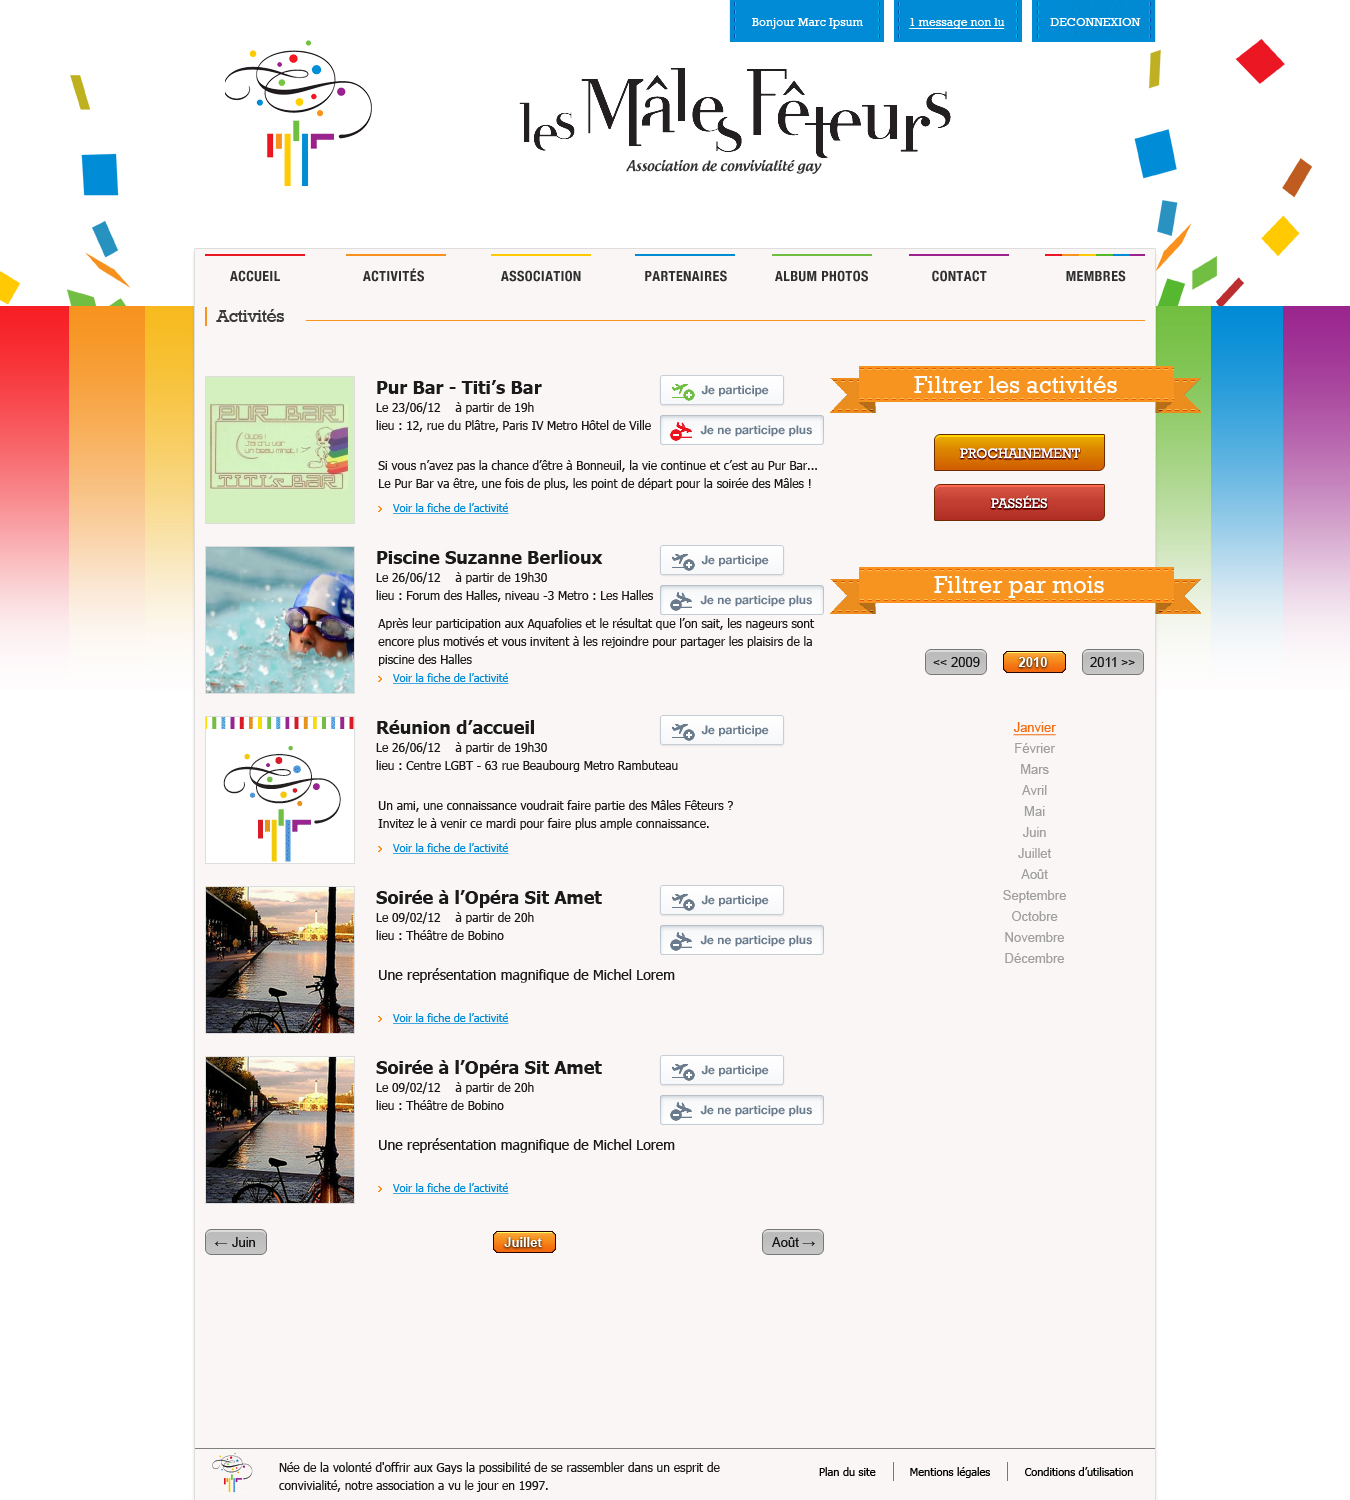 Bonjour Marc Ipsum
1 message non lu
DECONNEXION
les Mâles Fêteurs
Association de convivialité gay
ACCUEIL
ACTIVITÉS
ASSOCIATION
PARTENAIRES
ALBUM PHOTOS
CONTACT
MEMBRES
Activités
PUR BAR
Oups !
J'ai cru voir
un beau minet !
TITI's BAR
Pur Bar - Titi’s Bar
Le 23/06/12 à partir de 19h
lieu : 12, rue du Plâtre, Paris IV Metro Hôtel de Ville
Je participe
Je ne participe plus
Si vous n’avez pas la chance d’être à Bonneuil, la vie continue et c’est au Pur Bar...
Le Pur Bar va être, une fois de plus, les point de départ pour la soirée des Mâles !
Voir la fiche de l’activité
Piscine Suzanne Berlioux
Le 26/06/12 à partir de 19h30
lieu : Forum des Halles, niveau -3 Metro : Les Halles
Je participe
Je ne participe plus
Après leur participation aux Aquafolies et le résultat que l’on sait, les nageurs sont
encore plus motivés et vous invitent à les rejoindre pour partager les plaisirs de la
piscine des Halles
Voir la fiche de l’activité
Réunion d’accueil
Le 26/06/12 à partir de 19h30
lieu : Centre LGBT - 63 rue Beaubourg Metro Rambuteau
Je participe
Un ami, une connaissance voudrait faire partie des Mâles Fêteurs ?
Invitez le à venir ce mardi pour faire plus ample connaissance.
Voir la fiche de l’activité
Soirée à l’Opéra Sit Amet
Le 09/02/12 à partir de 20h
lieu : Théâtre de Bobino
Je participe
Je ne participe plus
Une représentation magnifique de Michel Lorem
Voir la fiche de l’activité
Soirée à l’Opéra Sit Amet
Le 09/02/12 à partir de 20h
lieu : Théâtre de Bobino
Je participe
Je ne participe plus
Une représentation magnifique de Michel Lorem
Voir la fiche de l’activité
← Juin
Juillet
Août →
Filtrer les activités
PROCHAINEMENT
PASSÉES
Filtrer par mois
<< 2009
2010
2011 >>
Janvier
Février
Mars
Avril
Mai
Juin
Juillet
Août
Septembre
Octobre
Novembre
Décembre
Née de la volonté d'offrir aux Gays la possibilité de se rassembler dans un esprit de
convivialité, notre association a vu le jour en 1997.
Plan du site
Mentions légales
Conditions d’utilisation